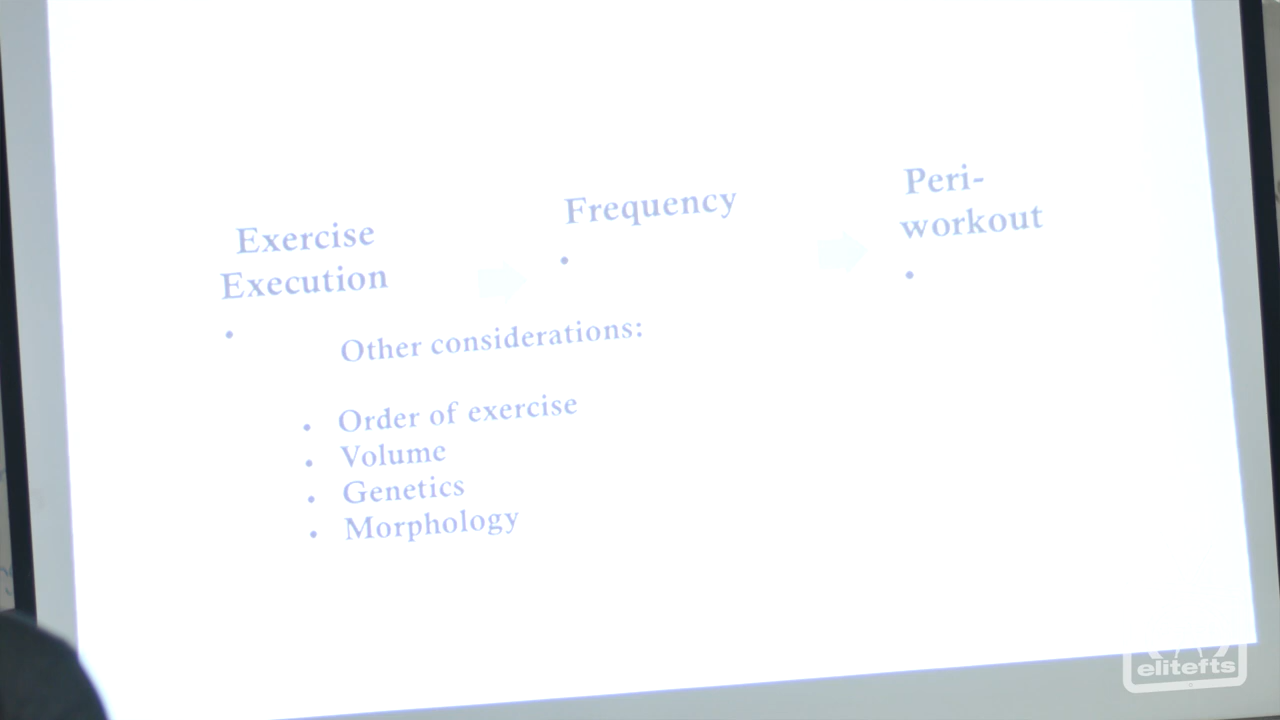 Exercise
Execution
•
Frequency
•
Peri-
workout
•
Other considerations:
• Order of exercise
• Volume
• Genetics
• Morphology
elitefts